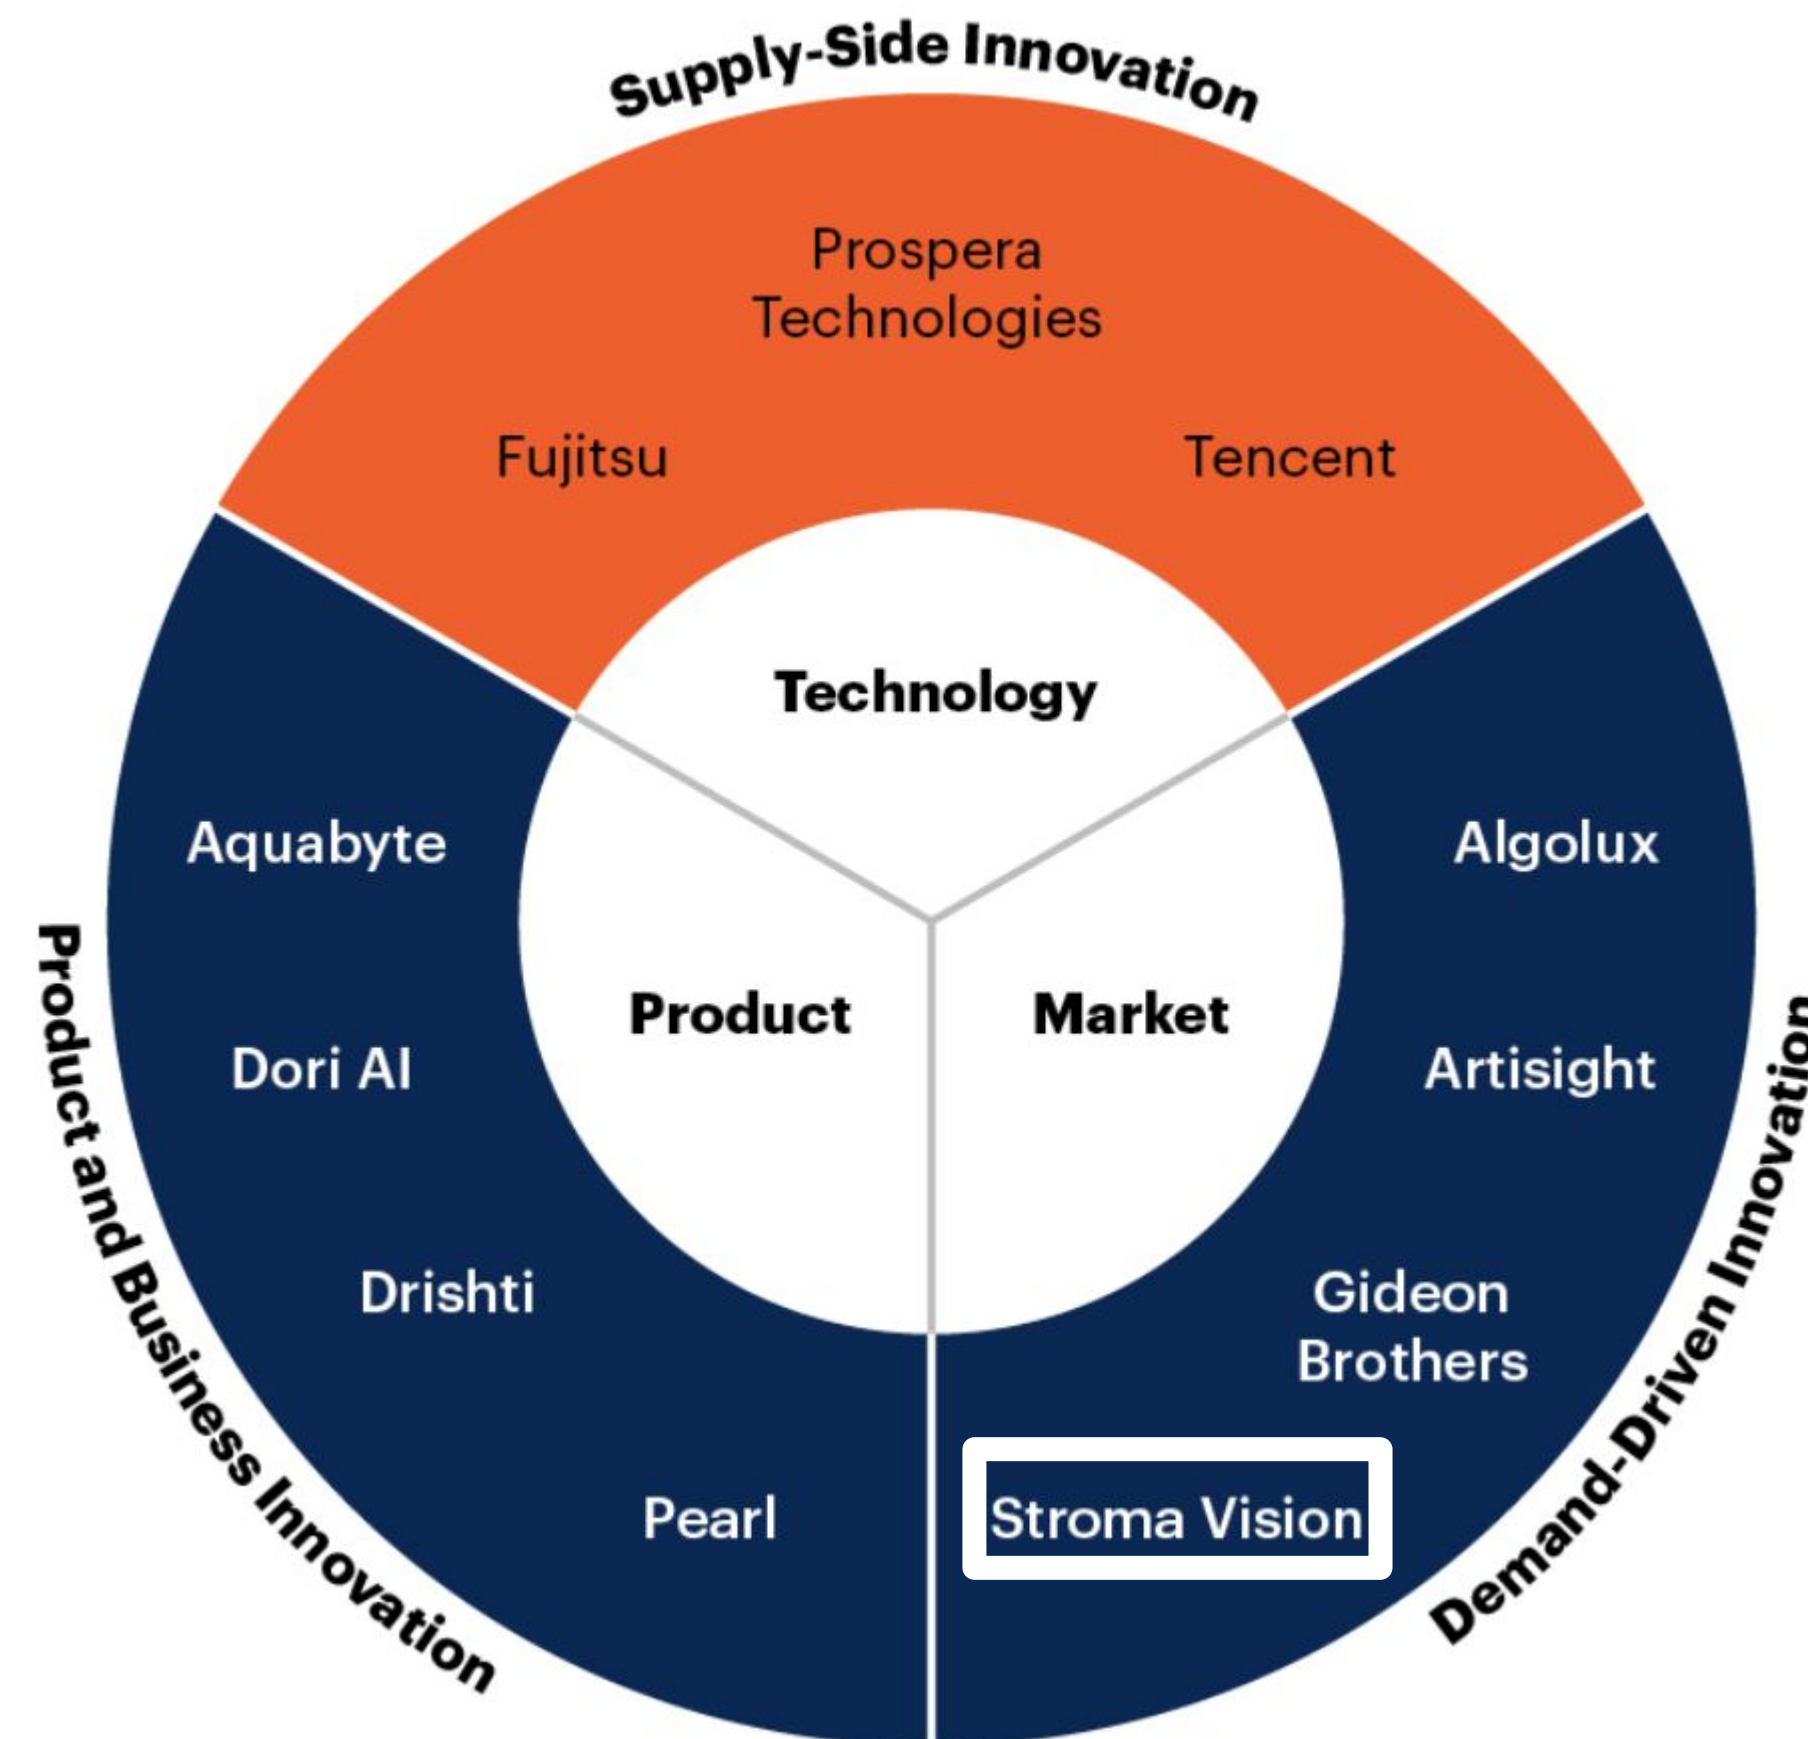 Supply-Side Innovation
Prospera
Technologies
Fujitsu
Tencent
Technology
Product
Market
Aquabyte
Dori AI
Drishti
Pearl
Algolux
Artisight
Gideon
Brothers
Stroma Vision
Product and Business Innovation
Demand-Driven Innovation